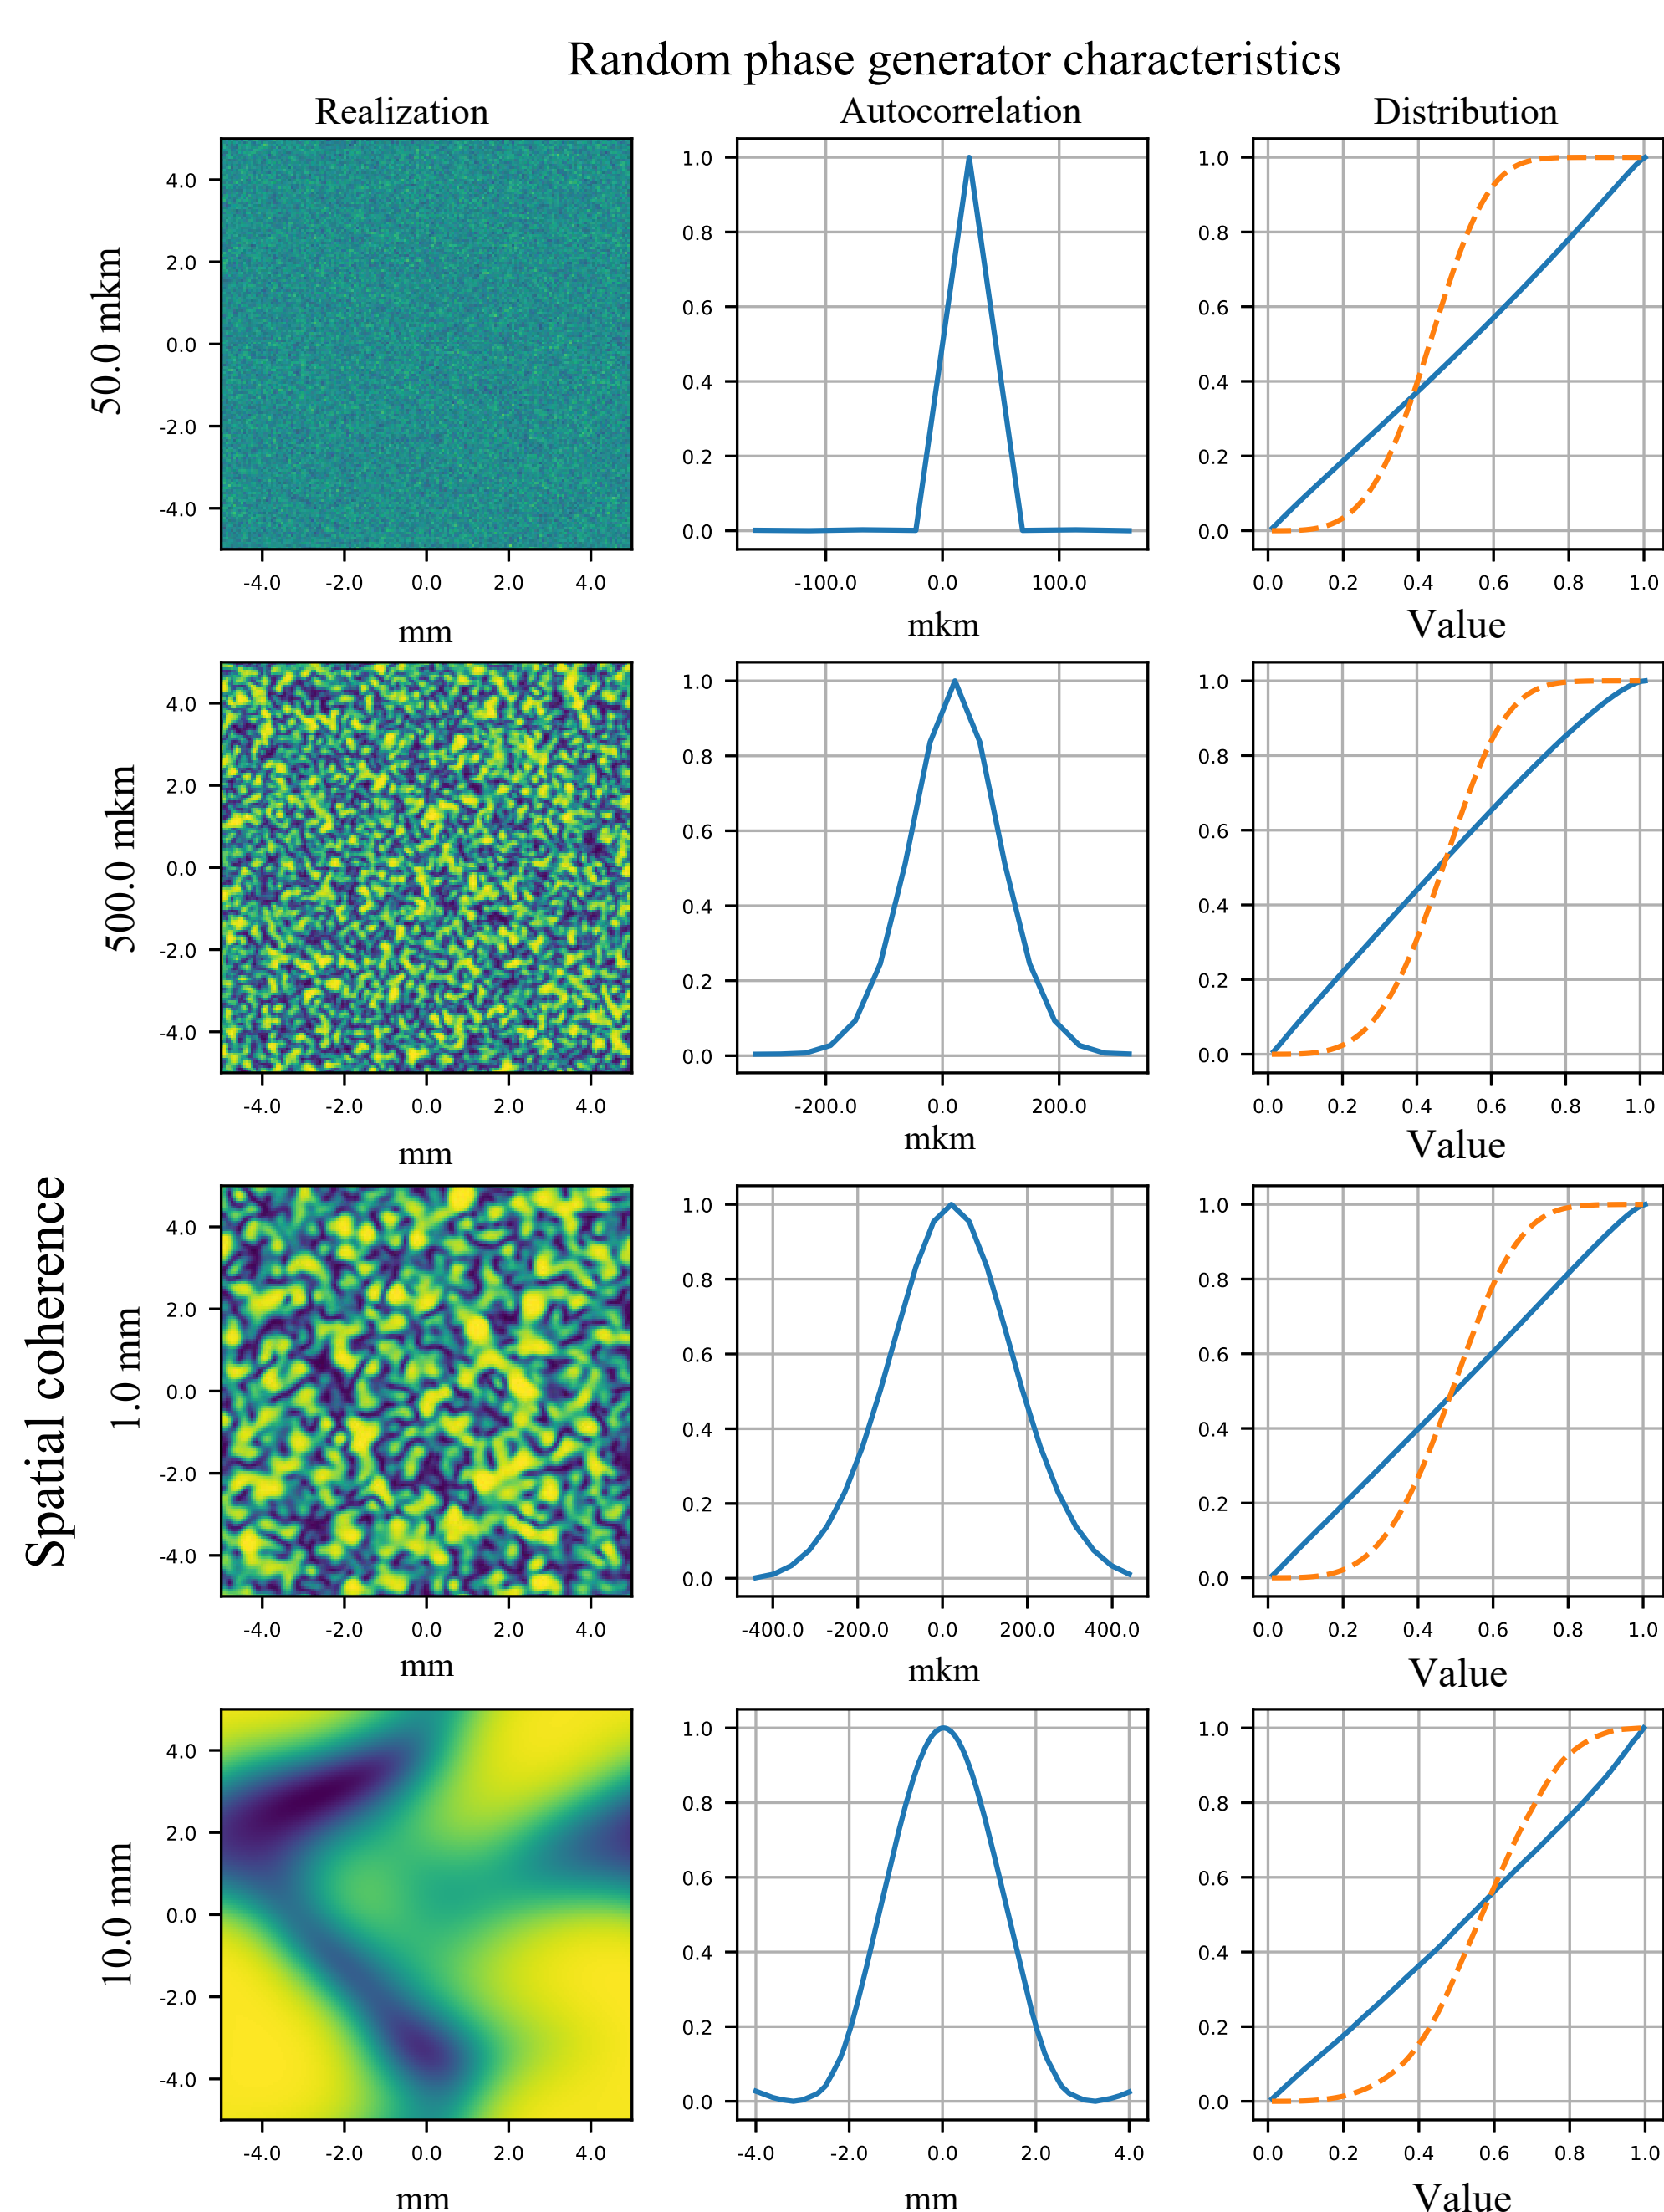 Random phase generator characteristics
Realization Autocorrelation Distribution
Spatial coherence
50.0 mkm
4.0
2.0
0.0
-2.0
-4.0
-4.0 -2.0 0.0 2.0 4.0
mm
1.0
0.8
0.6
0.4
0.2
0.0
-100.0 0.0 100.0
mkm
1.0
0.8
0.6
0.4
0.2
0.0
0.0 0.2 0.4 0.6 0.8 1.0
Value
500.0 mkm
4.0
2.0
0.0
-2.0
-4.0
-4.0 -2.0 0.0 2.0 4.0
mm
1.0
0.8
0.6
0.4
0.2
0.0
-200.0 0.0 200.0
mkm
1.0
0.8
0.6
0.4
0.2
0.0
0.0 0.2 0.4 0.6 0.8 1.0
Value
1.0 mm
4.0
2.0
0.0
-2.0
-4.0
-4.0 -2.0 0.0 2.0 4.0
mm
1.0
0.8
0.6
0.4
0.2
0.0
-400.0 -200.0 0.0 200.0 400.0
mkm
1.0
0.8
0.6
0.4
0.2
0.0
0.0 0.2 0.4 0.6 0.8 1.0
Value
10.0 mm
4.0
2.0
0.0
-2.0
-4.0
-4.0 -2.0 0.0 2.0 4.0
mm
1.0
0.8
0.6
0.4
0.2
0.0
-4.0 -2.0 0.0 2.0 4.0
mm
1.0
0.8
0.6
0.4
0.2
0.0
0.0 0.2 0.4 0.6 0.8 1.0
Value